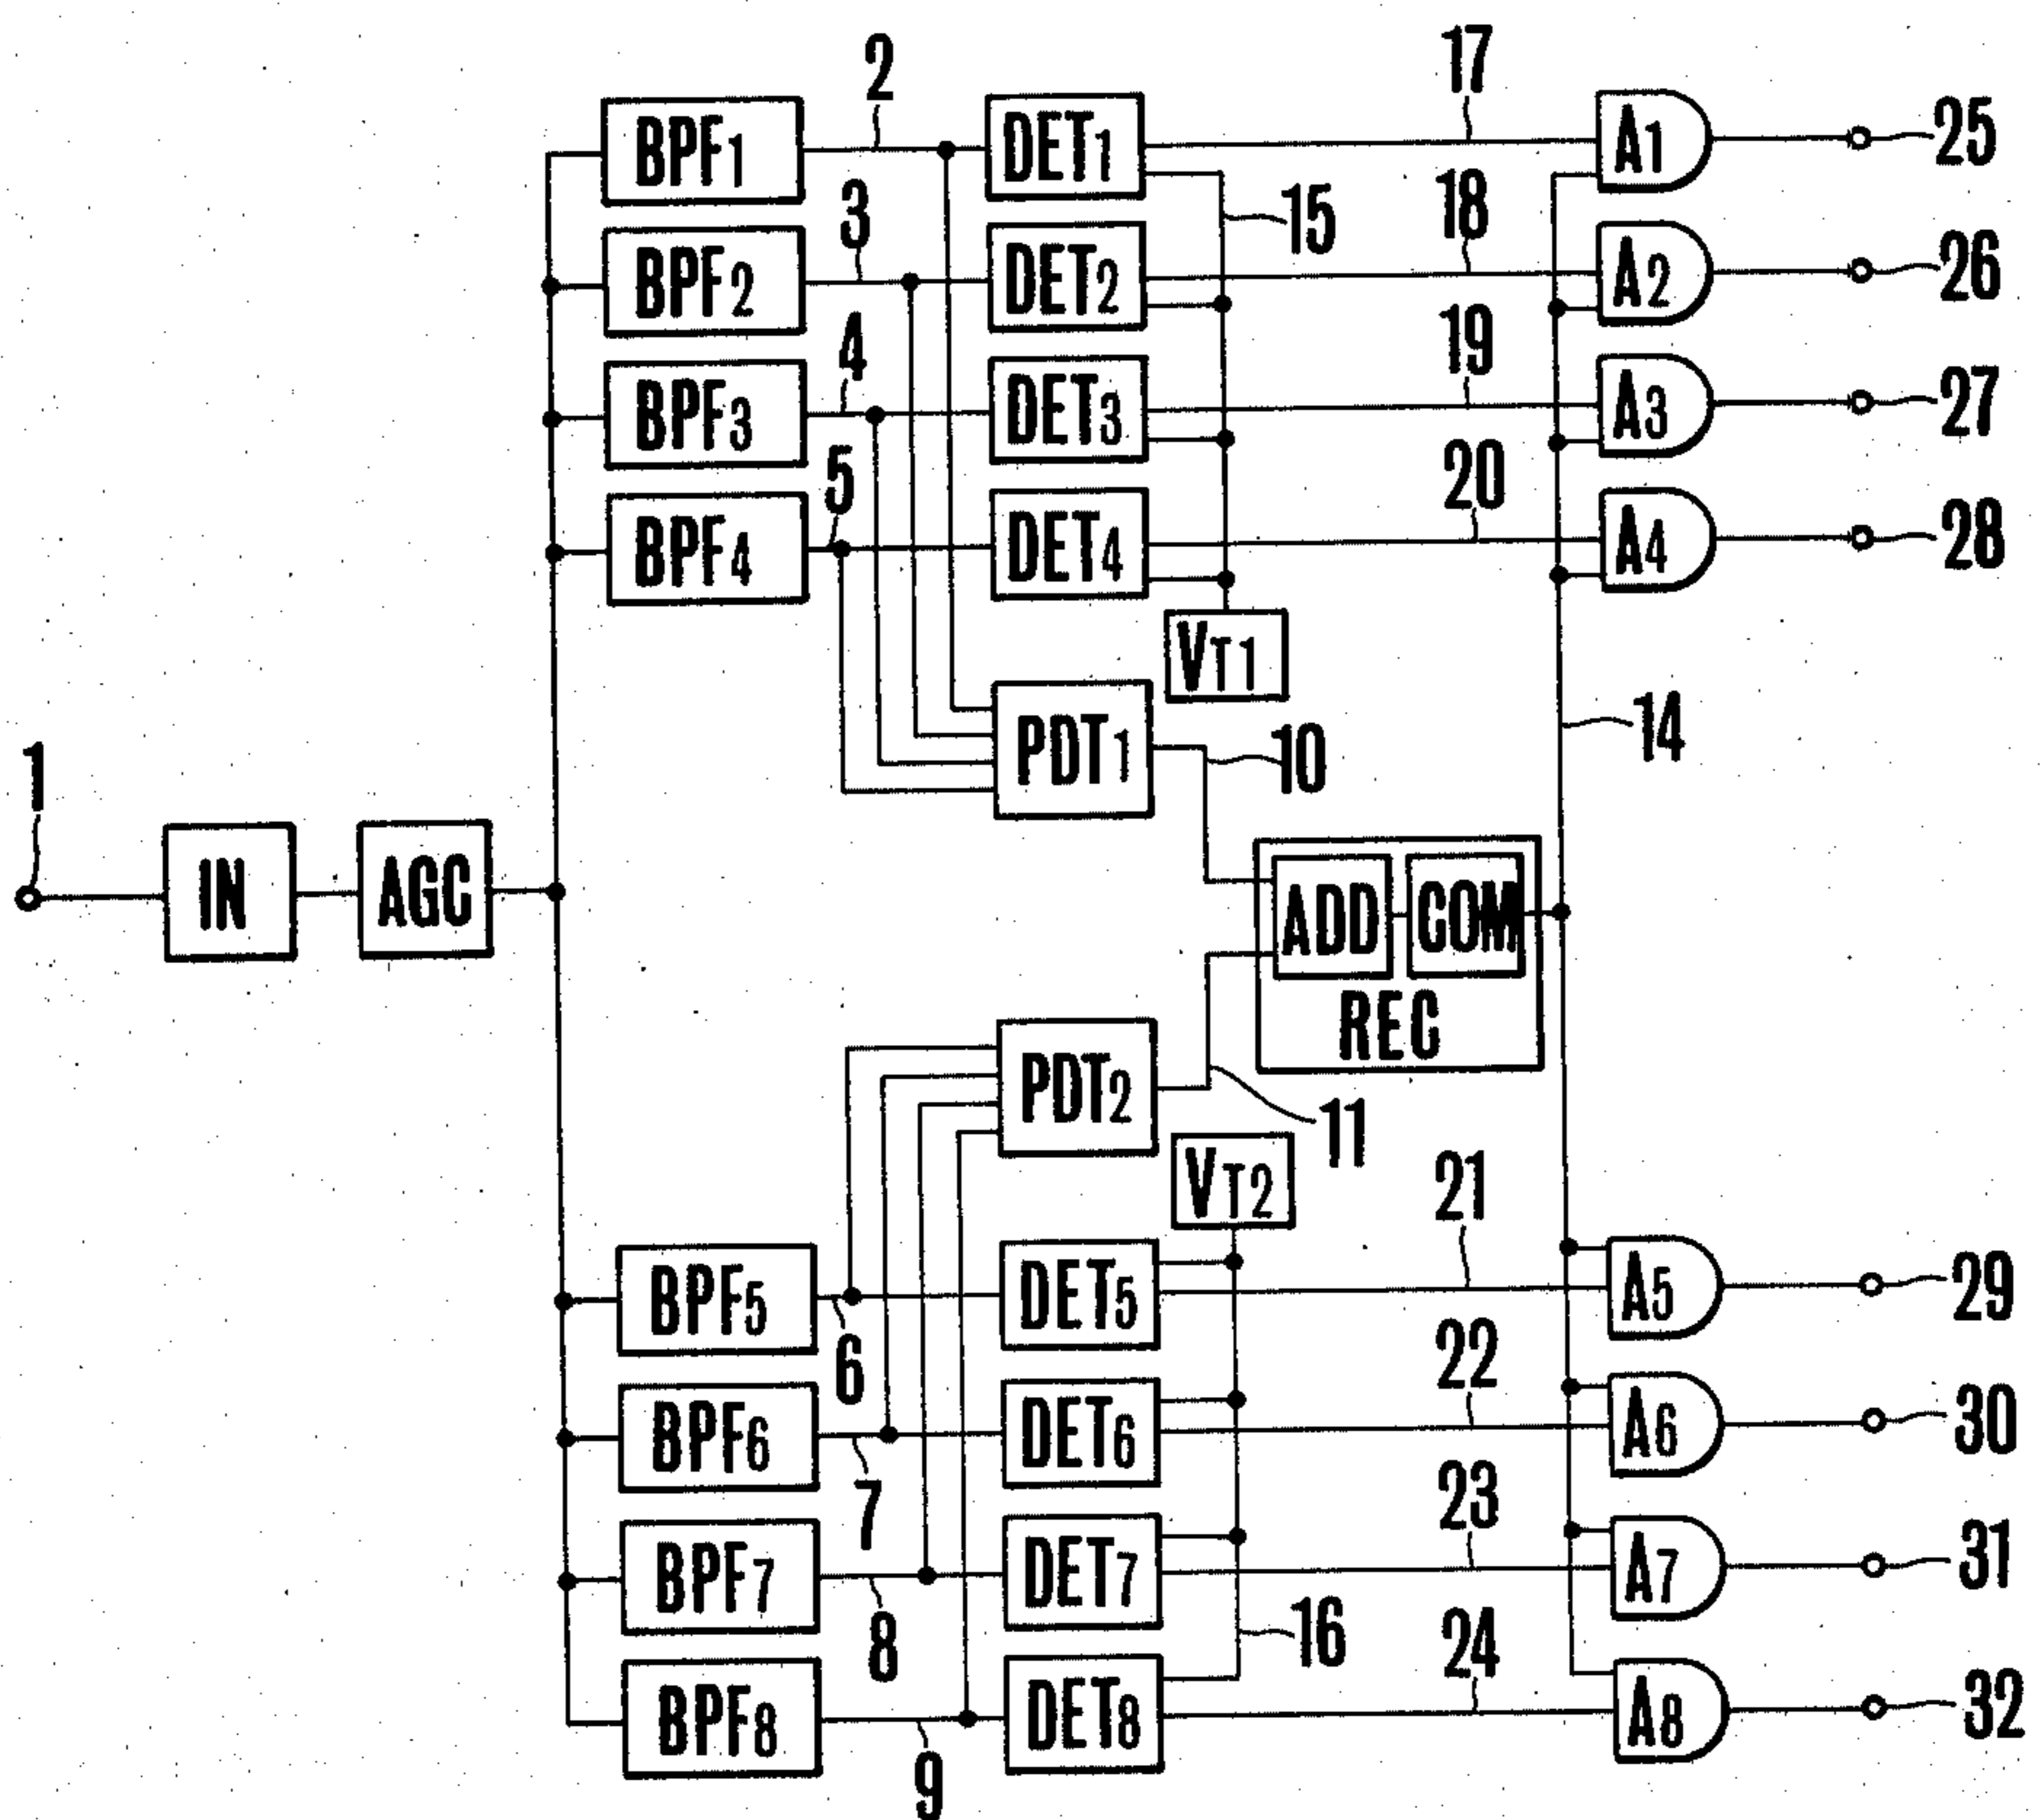 2 17
BPF1 DET1 A1 25
3 15 18
BPF2 DET2 A2 26
4 19
BPF3 DET3 A3 27
5 20
BPF4 DET4 A4 28
VT1
PDT1 10 14
1
IN AGC ADD COM
REC
PDT2 11
VT2 21
BPF5 DET5 A5 29
6 22
BPF6 DET6 A6 30
7 23
BPF7 DET7 A7 31
8 16 24
BPF8 DET8 A8 32
9